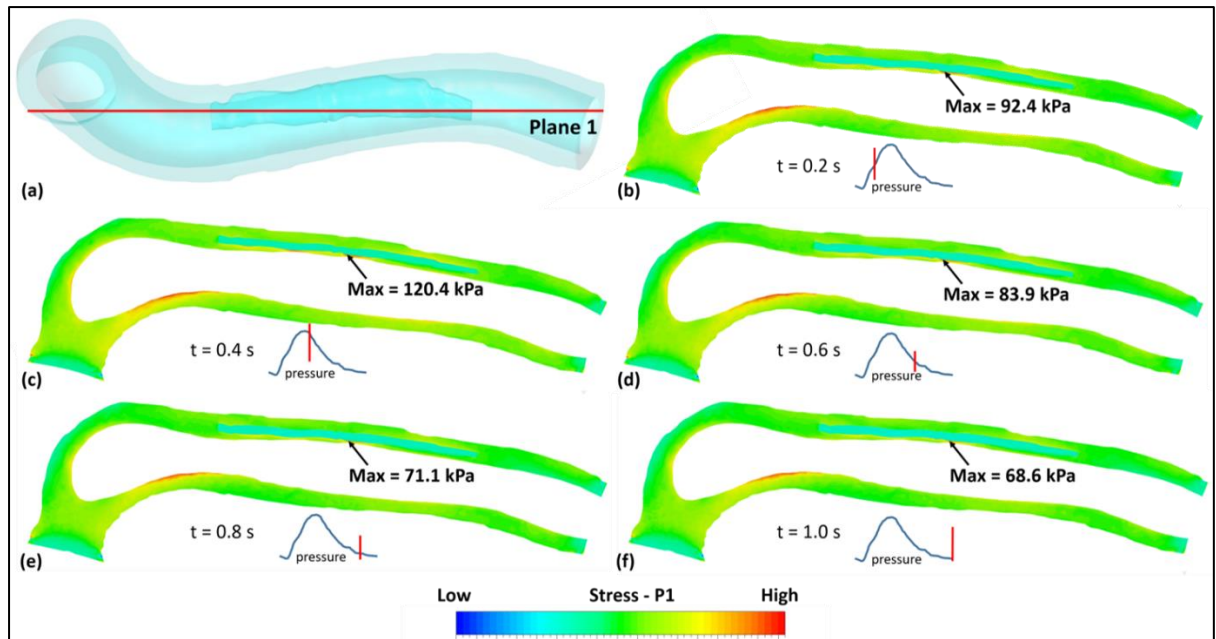 Plane 1
(a)
Max = 92.4 kPa
t = 0.2 s
pressure
(b)
Max = 120.4 kPa
t = 0.4 s
pressure
(c)
Max = 83.9 kPa
t = 0.6 s
pressure
(d)
Max = 71.1 kPa
t = 0.8 s
pressure
(e)
Max = 68.6 kPa
t = 1.0 s
pressure
(f)
Low Stress - P1 High